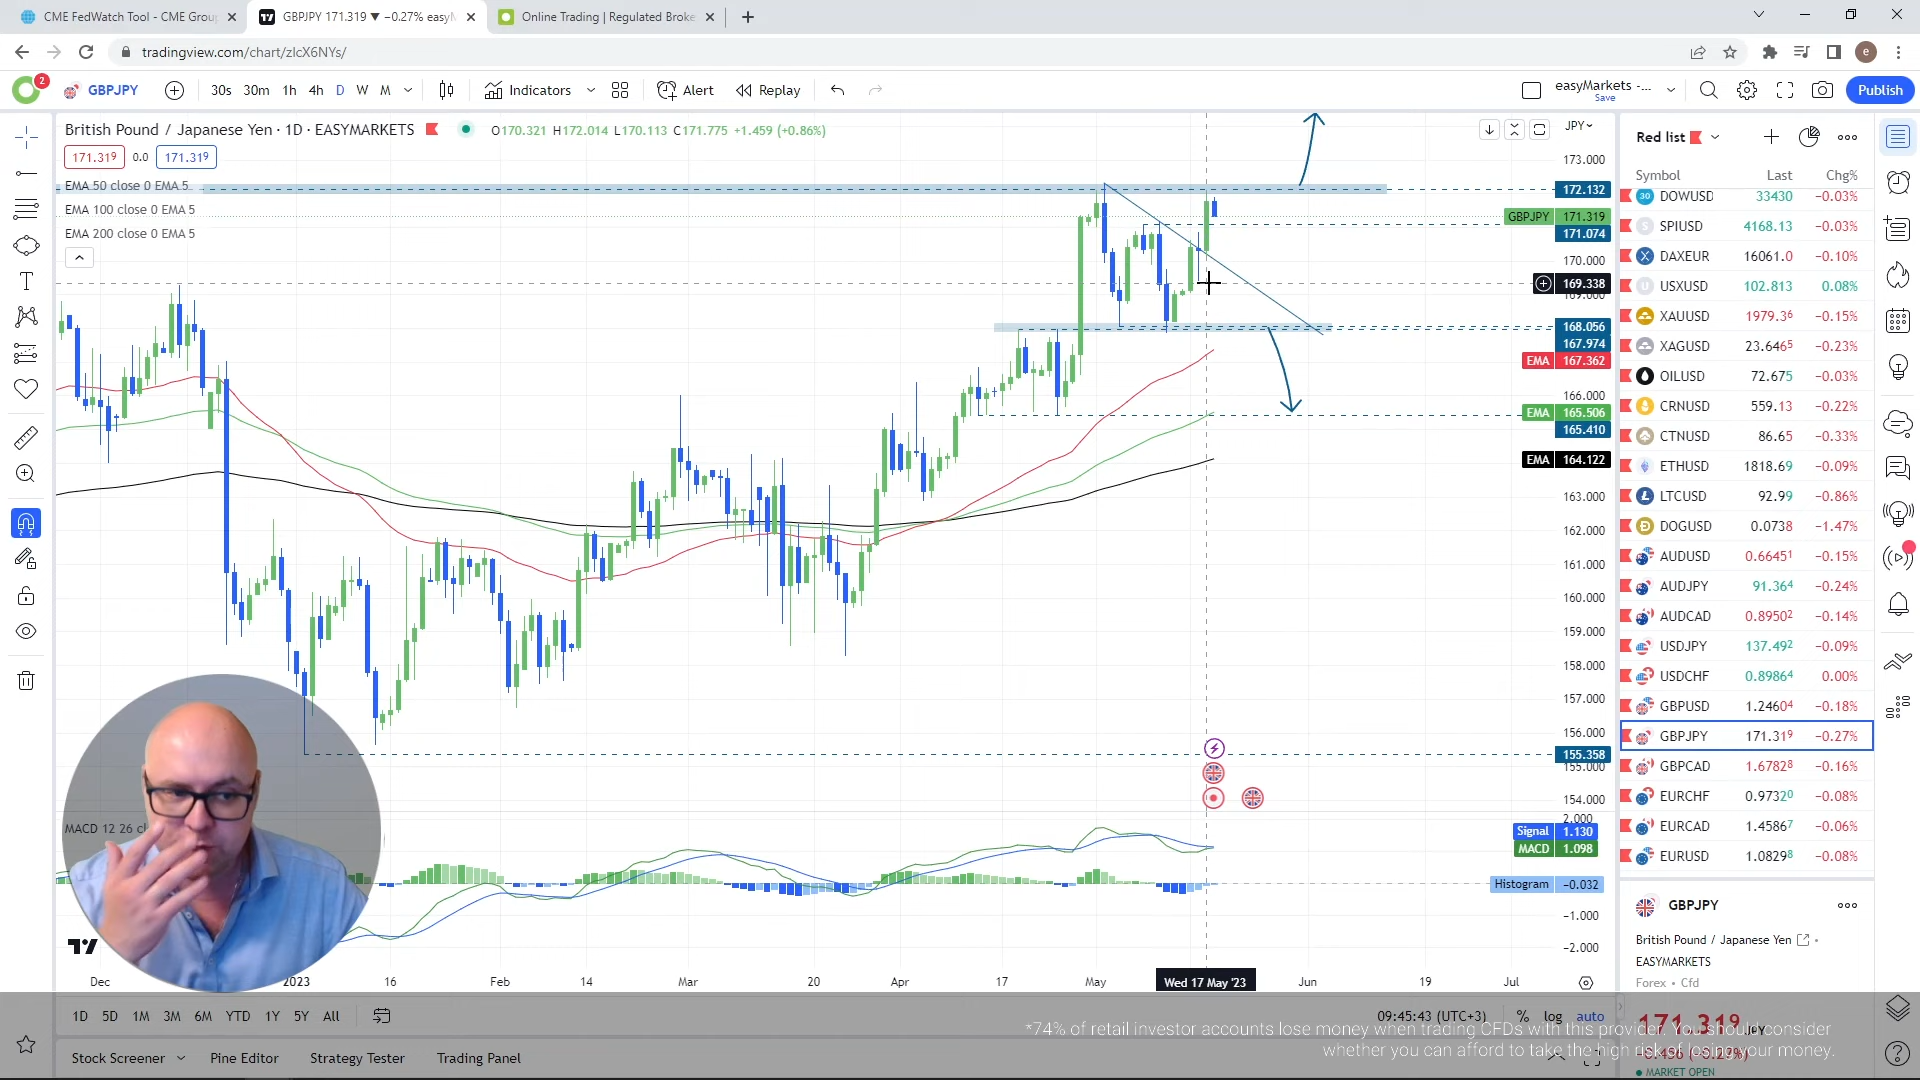 CME FedWatch Tool - CME Grou
GBPJPY 171.319 ▼ −0.27% easyM
Online Trading | Regulated Broke
tradingview.com/chart/zlcX6NYs/
e
2
GBPJPY
30s 30m 1h 4h D W M
Indicators
Alert
Replay
easyMarkets -...
Save
Publish
British Pound / Japanese Yen · 1D · EASYMARKETS
O170.321 H172.014 L170.113 C171.775 +1.459 (+0.86%)
171.319 0.0 171.319
EMA 50 close 0 EMA 5
EMA 100 close 0 EMA 5
EMA 200 close 0 EMA 5
JPY
173.000
172.132
GBPJPY 171.319
171.074
170.000
169.338
169.000
168.056
167.974
EMA 167.362
166.000
EMA 165.506
165.410
EMA 164.122
163.000
162.000
161.000
160.000
159.000
158.000
157.000
156.000
155.358
155.000
154.000
MACD 12 26 cl
2.000
Signal 1.130
MACD 1.098
Histogram −0.032
−1.000
−2.000
Dec 2023 16 Feb 14 Mar 20 Apr 17 May Wed 17 May '23 Jun 19 Jul
1D 5D 1M 3M 6M YTD 1Y 5Y All
09:45:43 (UTC+3) % log auto
Stock Screener Pine Editor Strategy Tester Trading Panel
*74% of retail investor accounts lose money when trading CFDs with this provider. You should consider
whether you can afford to take the high risk of losing your money.
Red list
Symbol Last Chg%
DOWUSD 33430 −0.03%
SPIUSD 4168.13 −0.03%
DAXEUR 16061.0 −0.10%
USXUSD 102.813 0.08%
XAUUSD 1979.36 −0.15%
XAGUSD 23.6465 −0.23%
OILUSD 72.675 −0.03%
CRNUSD 559.13 −0.22%
CTNUSD 86.65 −0.33%
ETHUSD 1818.69 −0.09%
LTCUSD 92.99 −0.86%
DOGUSD 0.0738 −1.47%
AUDUSD 0.66451 −0.15%
AUDJPY 91.364 −0.24%
AUDCAD 0.89502 −0.14%
USDJPY 137.492 −0.09%
USDCHF 0.89864 0.00%
GBPUSD 1.24604 −0.18%
GBPJPY 171.319 −0.27%
GBPCAD 1.67828 −0.16%
EURCHF 0.97320 −0.08%
EURCAD 1.45867 −0.06%
EURUSD 1.08298 −0.08%
GBPJPY
British Pound / Japanese Yen
EASYMARKETS
Forex • Cfd
171.319 JPY
MARKET OPEN